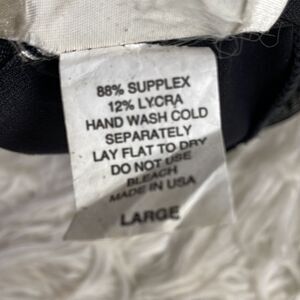 88% SUPPLEX
12% LYCRA
HAND WASH COLD
SEPARATELY
LAY FLAT TO DRY
DO NOT USE
BLEACH
MADE IN USA
LARGE